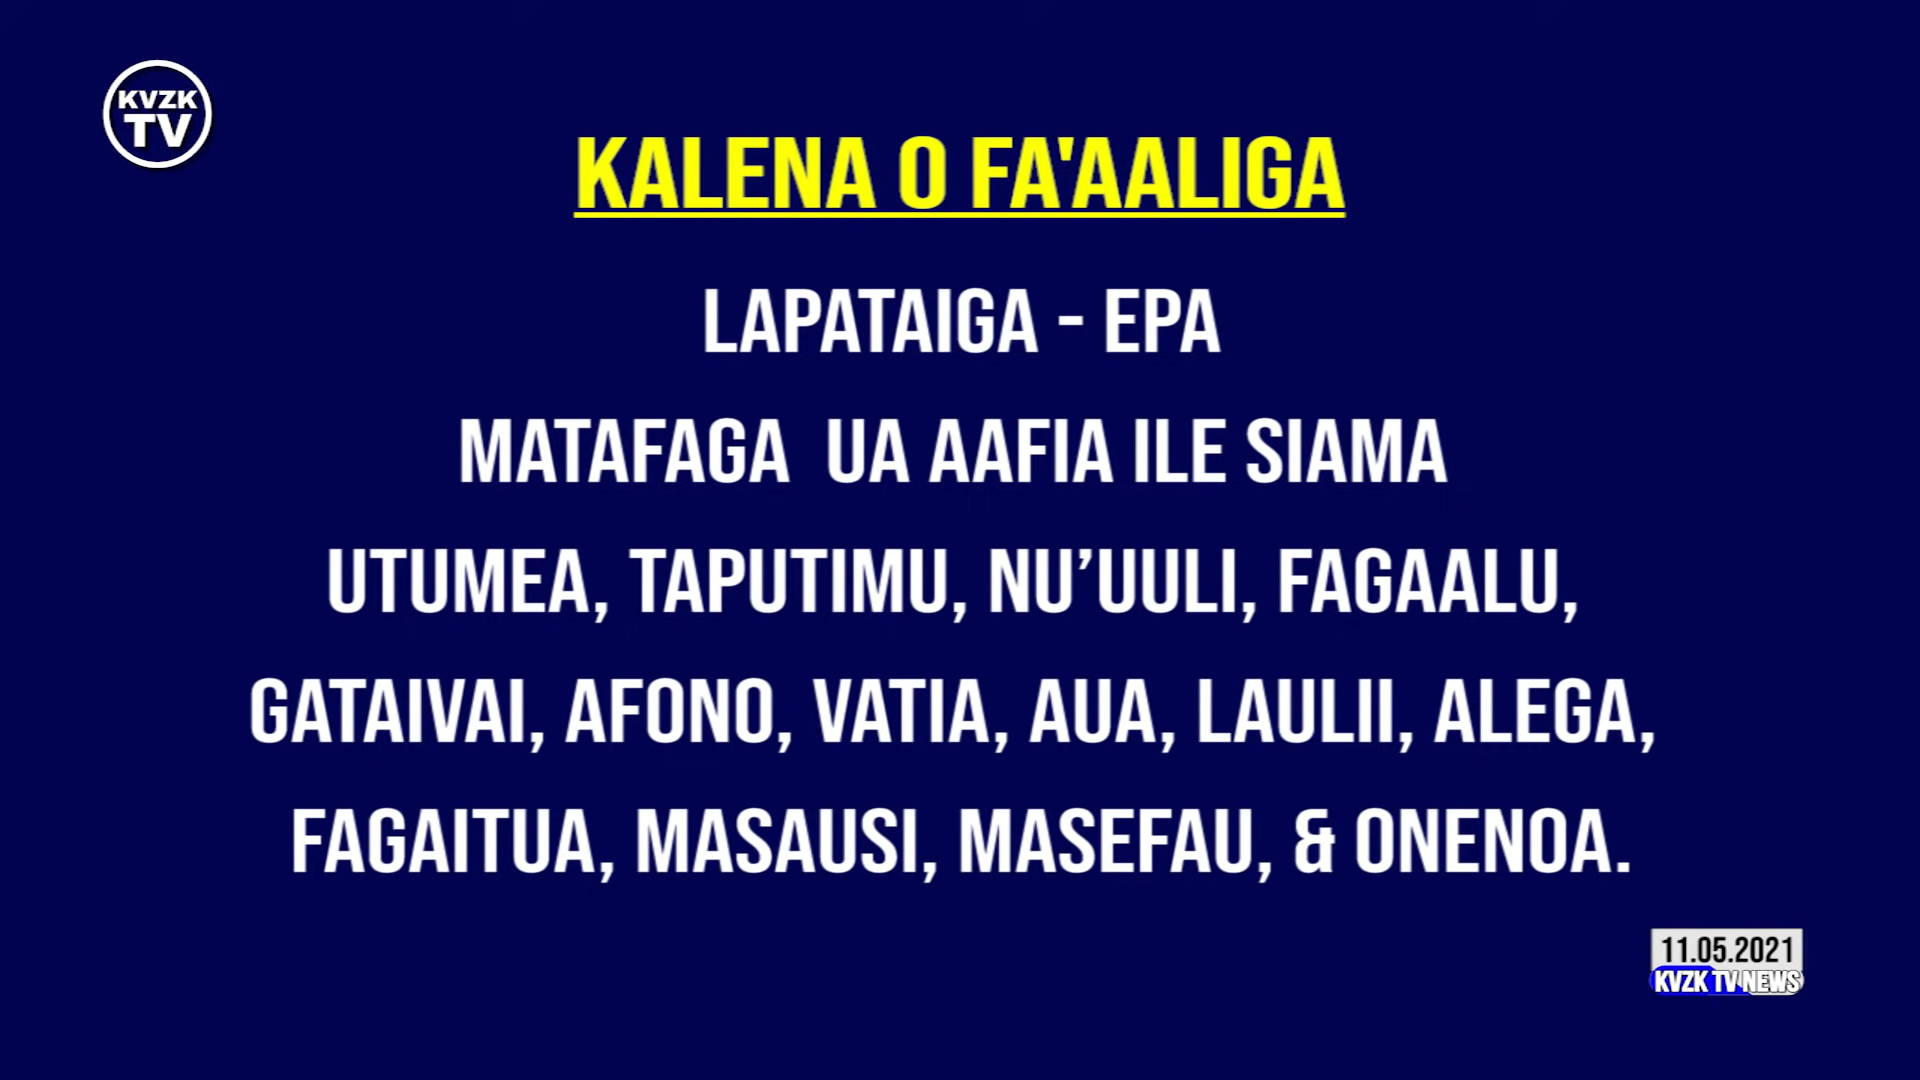 KVZK
TV
KALENA O FA'AALIGA
LAPATAIGA - EPA
MATAFAGA UA AAFIA ILE SIAMA
UTUMEA, TAPUTIMU, NU’UULI, FAGAALU,
GATAIVAI, AFONO, VATIA, AUA, LAULII, ALEGA,
FAGAITUA, MASAUSI, MASEFAU, & ONENOA.
11.05.2021
KVZK TV NEWS